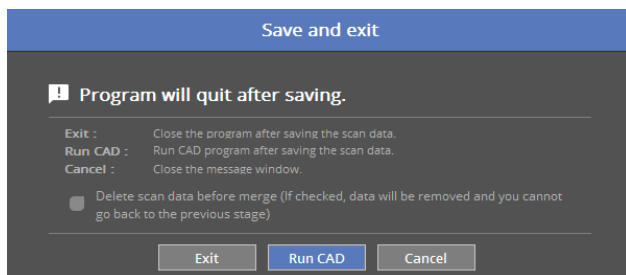 Save and exit
! Program will quit after saving.
Exit : Close the program after saving the scan data.
Run CAD : Run CAD program after saving the scan data.
Cancel : Close the message window.
Delete scan data before merge (If checked, data will be removed and you cannot
go back to the previous stage)
Exit Run CAD Cancel